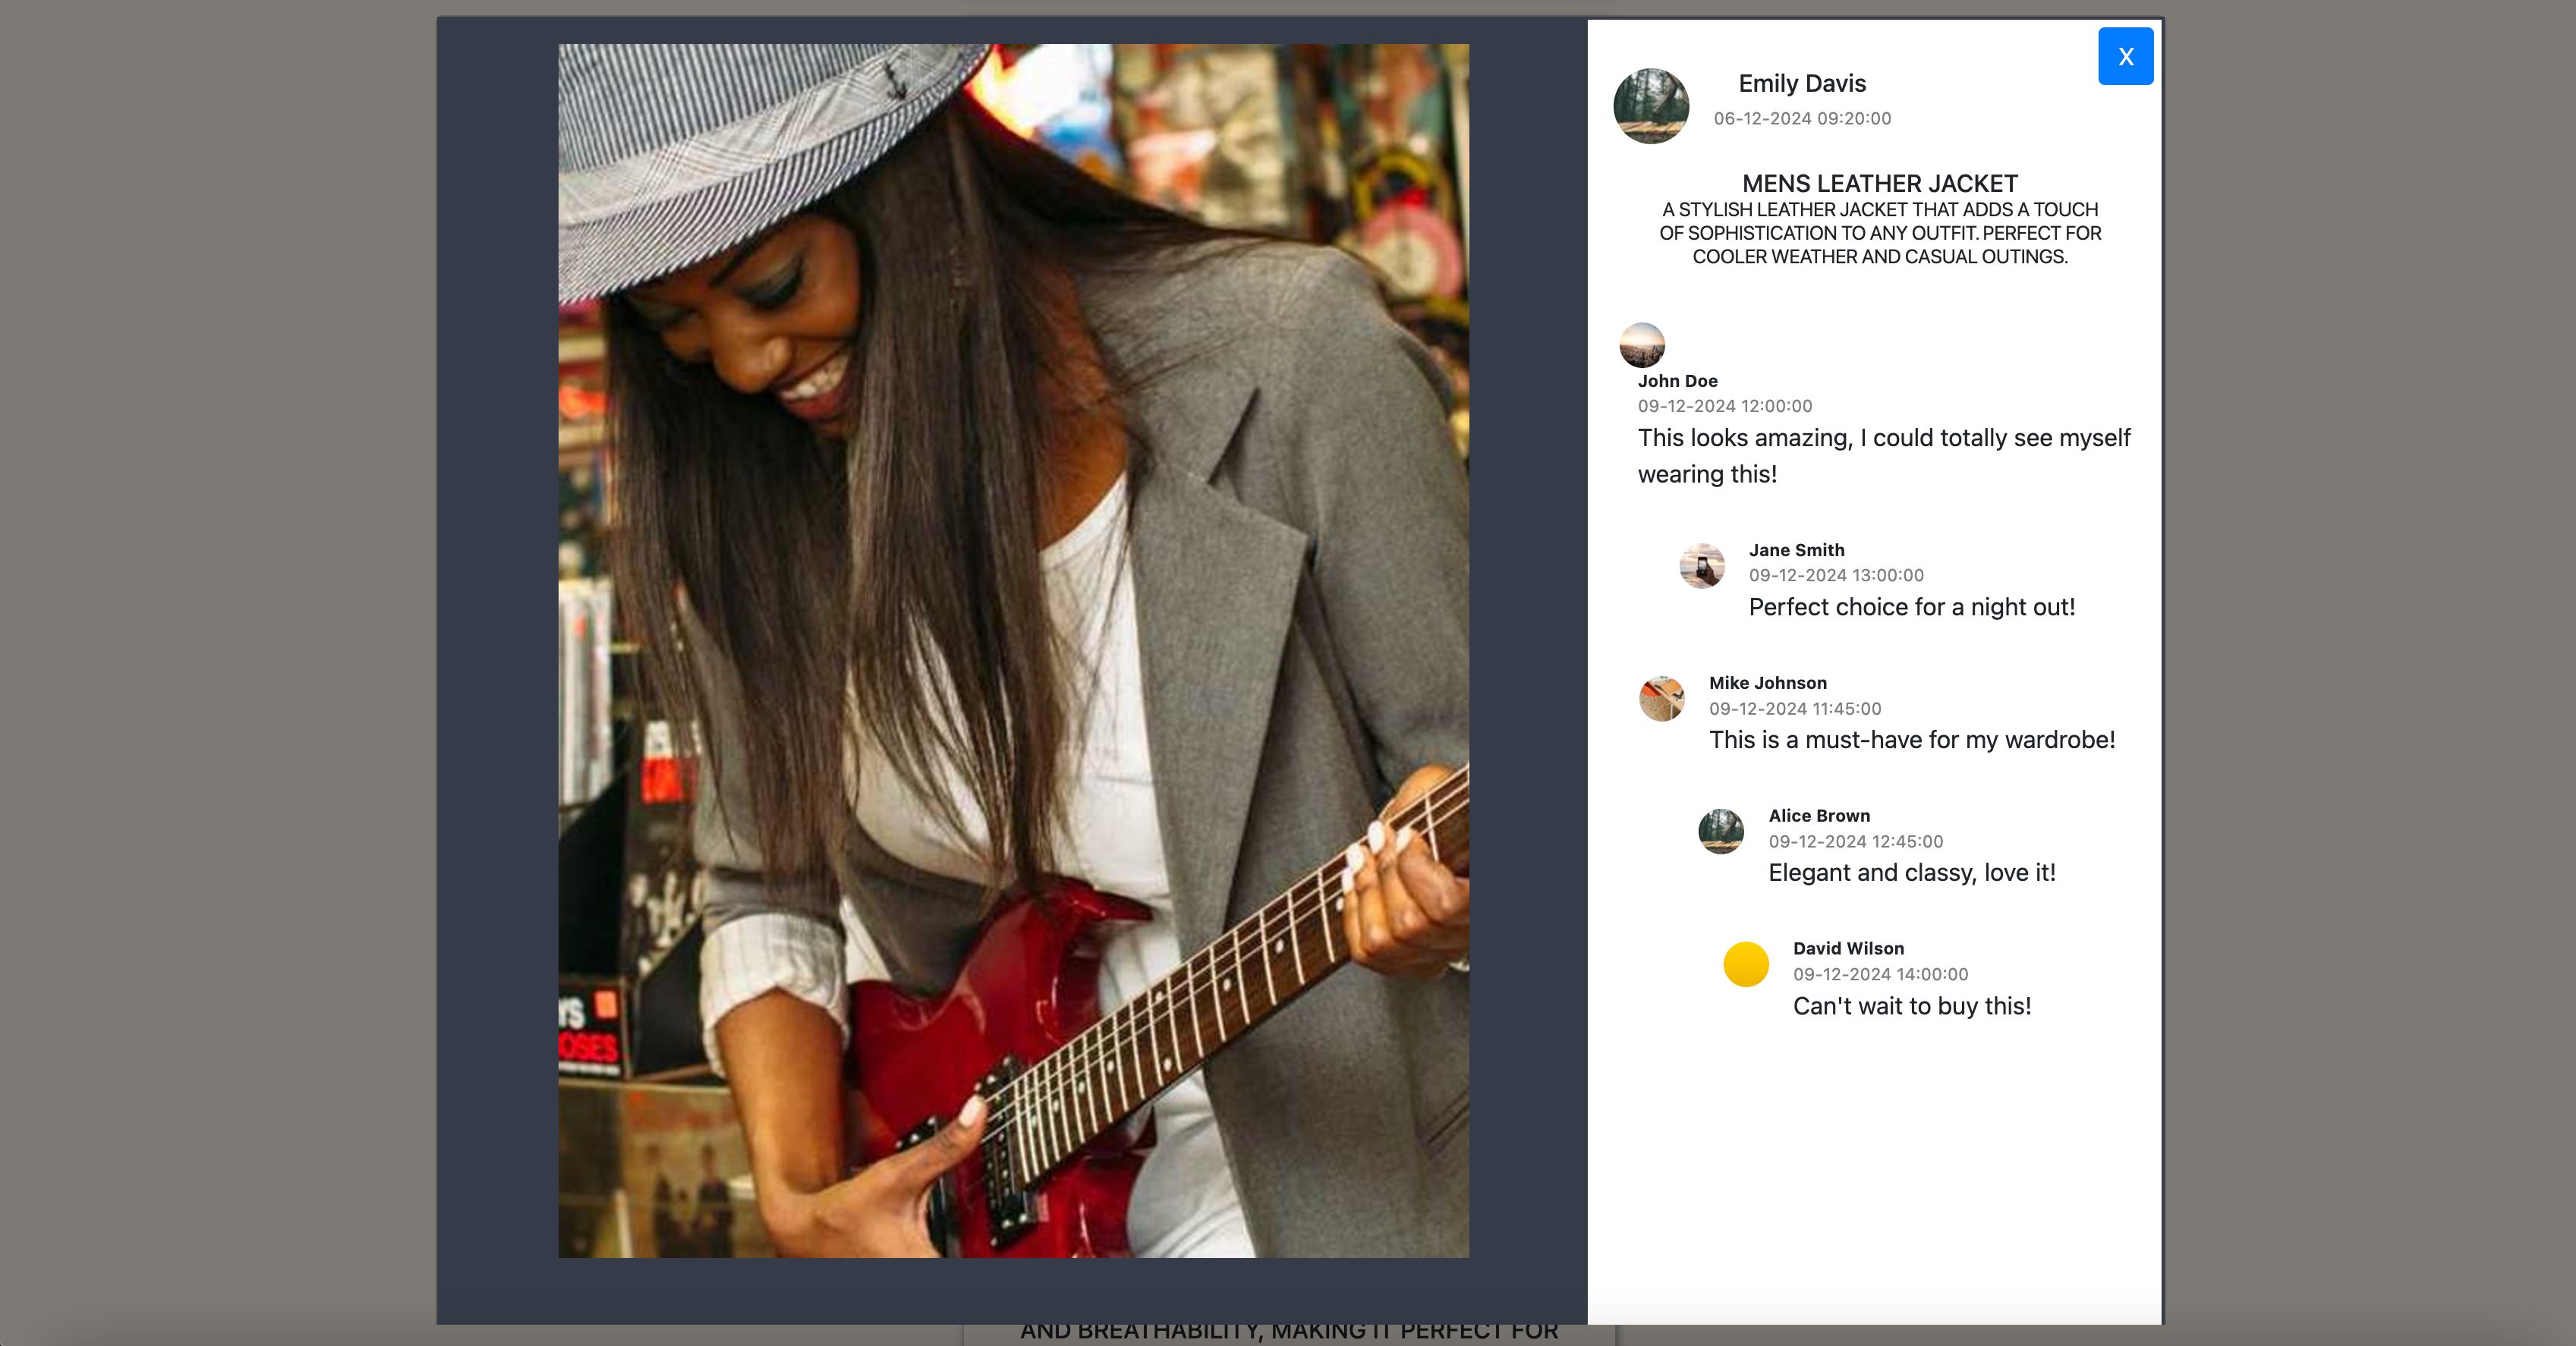 X
Emily Davis
06-12-2024 09:20:00
MENS LEATHER JACKET
A STYLISH LEATHER JACKET THAT ADDS A TOUCH
OF SOPHISTICATION TO ANY OUTFIT. PERFECT FOR
COOLER WEATHER AND CASUAL OUTINGS.
John Doe
09-12-2024 12:00:00
This looks amazing, I could totally see myself
wearing this!
Jane Smith
09-12-2024 13:00:00
Perfect choice for a night out!
Mike Johnson
09-12-2024 11:45:00
This is a must-have for my wardrobe!
Alice Brown
09-12-2024 12:45:00
Elegant and classy, love it!
David Wilson
09-12-2024 14:00:00
Can't wait to buy this!
YS
OSES
AND BREATHABILITY, MAKING IT PERFECT FOR